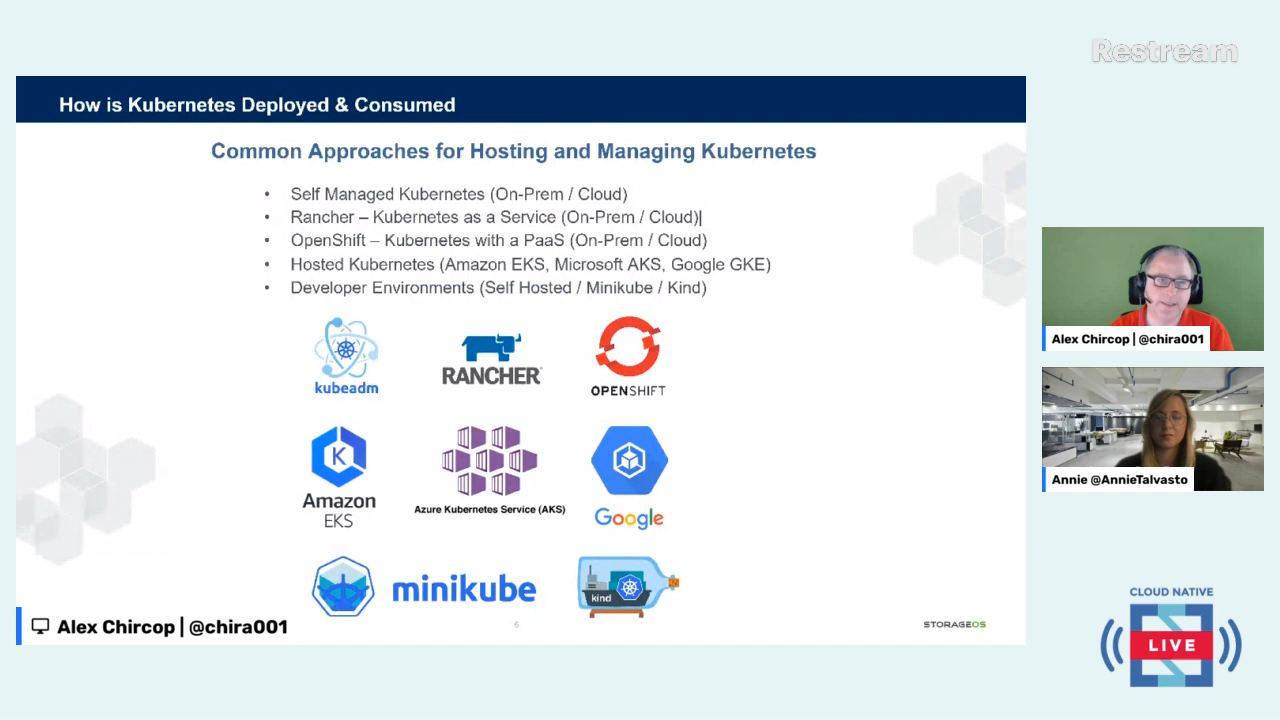 Restream
How is Kubernetes Deployed & Consumed
Common Approaches for Hosting and Managing Kubernetes
• Self Managed Kubernetes (On-Prem / Cloud)
• Rancher – Kubernetes as a Service (On-Prem / Cloud)|
• OpenShift – Kubernetes with a PaaS (On-Prem / Cloud)
• Hosted Kubernetes (Amazon EKS, Microsoft AKS, Google GKE)
• Developer Environments (Self Hosted / Minikube / Kind)
kubeadm
RANCHER
OPENSHIFT
K
Amazon
EKS
Azure Kubernetes Service (AKS)
Google
minikube
kind
6
STORAGEOS
Alex Chircop | @chira001
Alex Chircop | @chira001
Annie @AnnieTalvasto
CLOUD NATIVE
LIVE